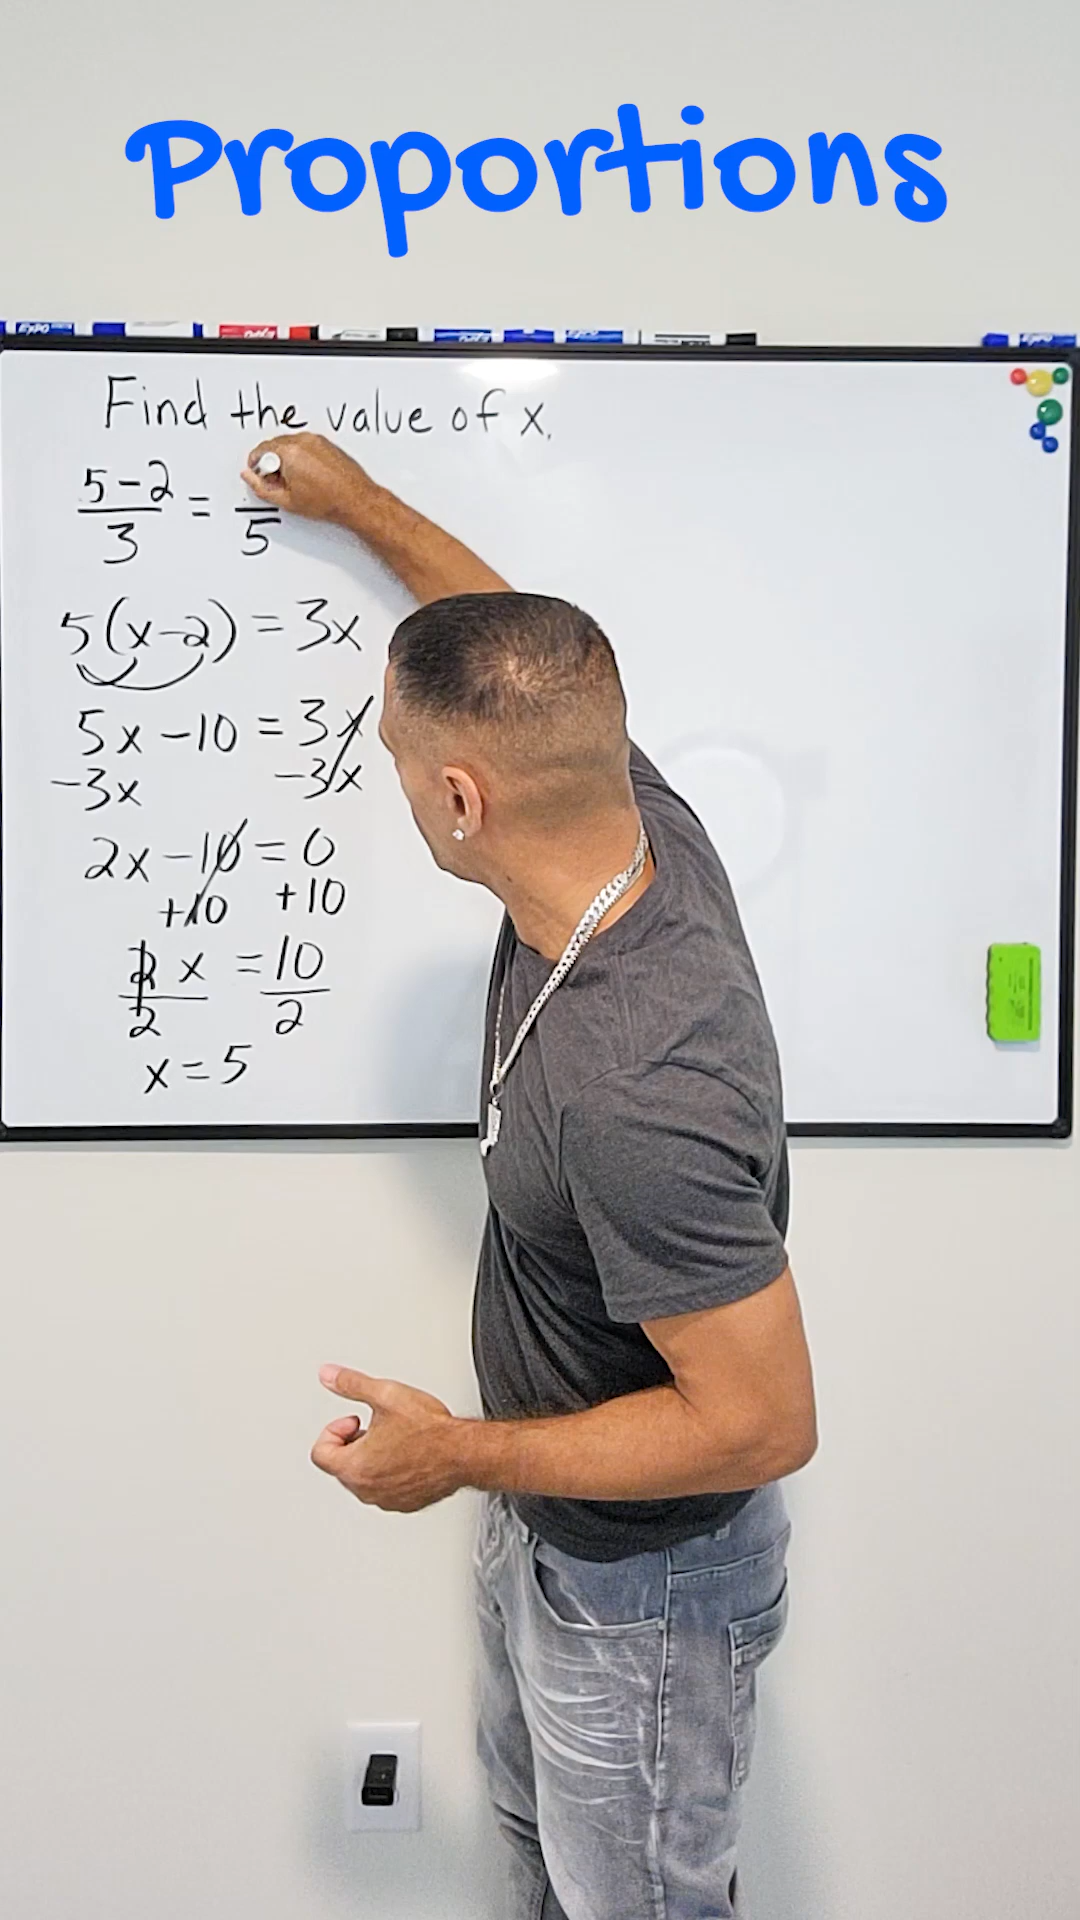 Proportions
EXPO
Find the value of x.
5-2 / 3 = / 5
5(x-2) = 3x
5x -10 = 3x
-3x -3x
2x -10 = 0
+10 +10
2x / 2 = 10 / 2
x = 5